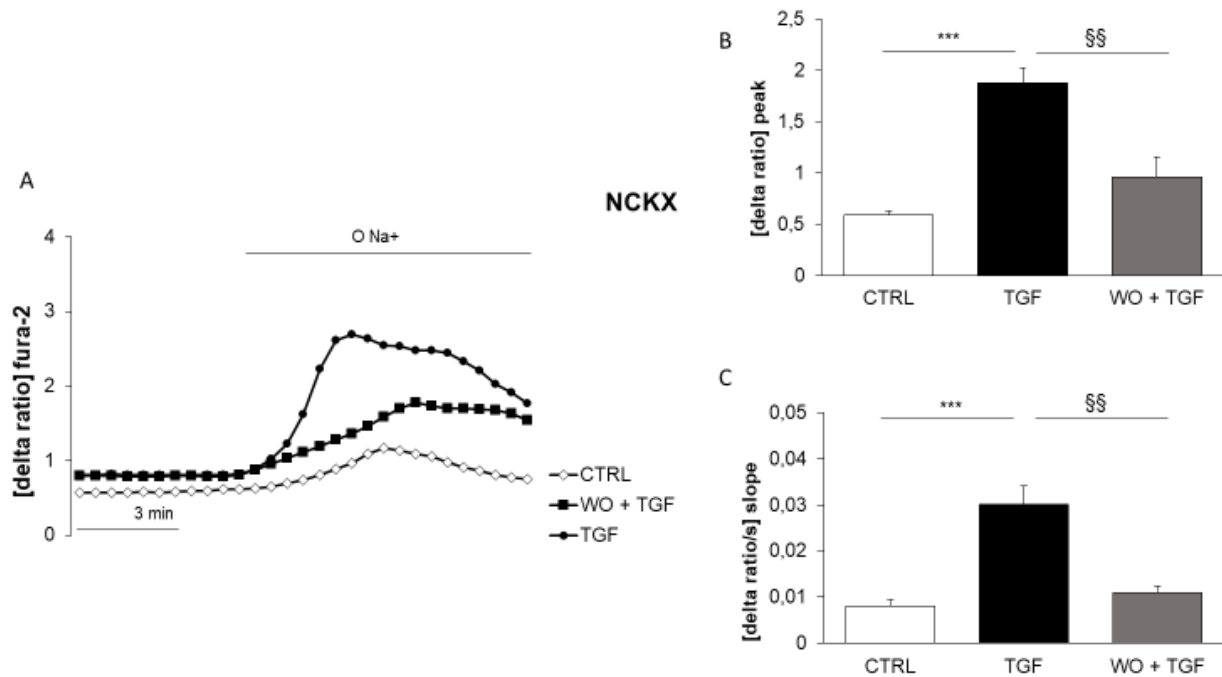 A
NCKX
O Na+
[delta ratio] fura-2
4
3
2
1
0
3 min
CTRL
WO + TGF
TGF
B
[delta ratio] peak
2,5
2
1,5
1
0,5
0
***
§§
CTRL
TGF
WO + TGF
C
[delta ratio/s] slope
0,05
0,04
0,03
0,02
0,01
0
***
§§
CTRL
TGF
WO + TGF